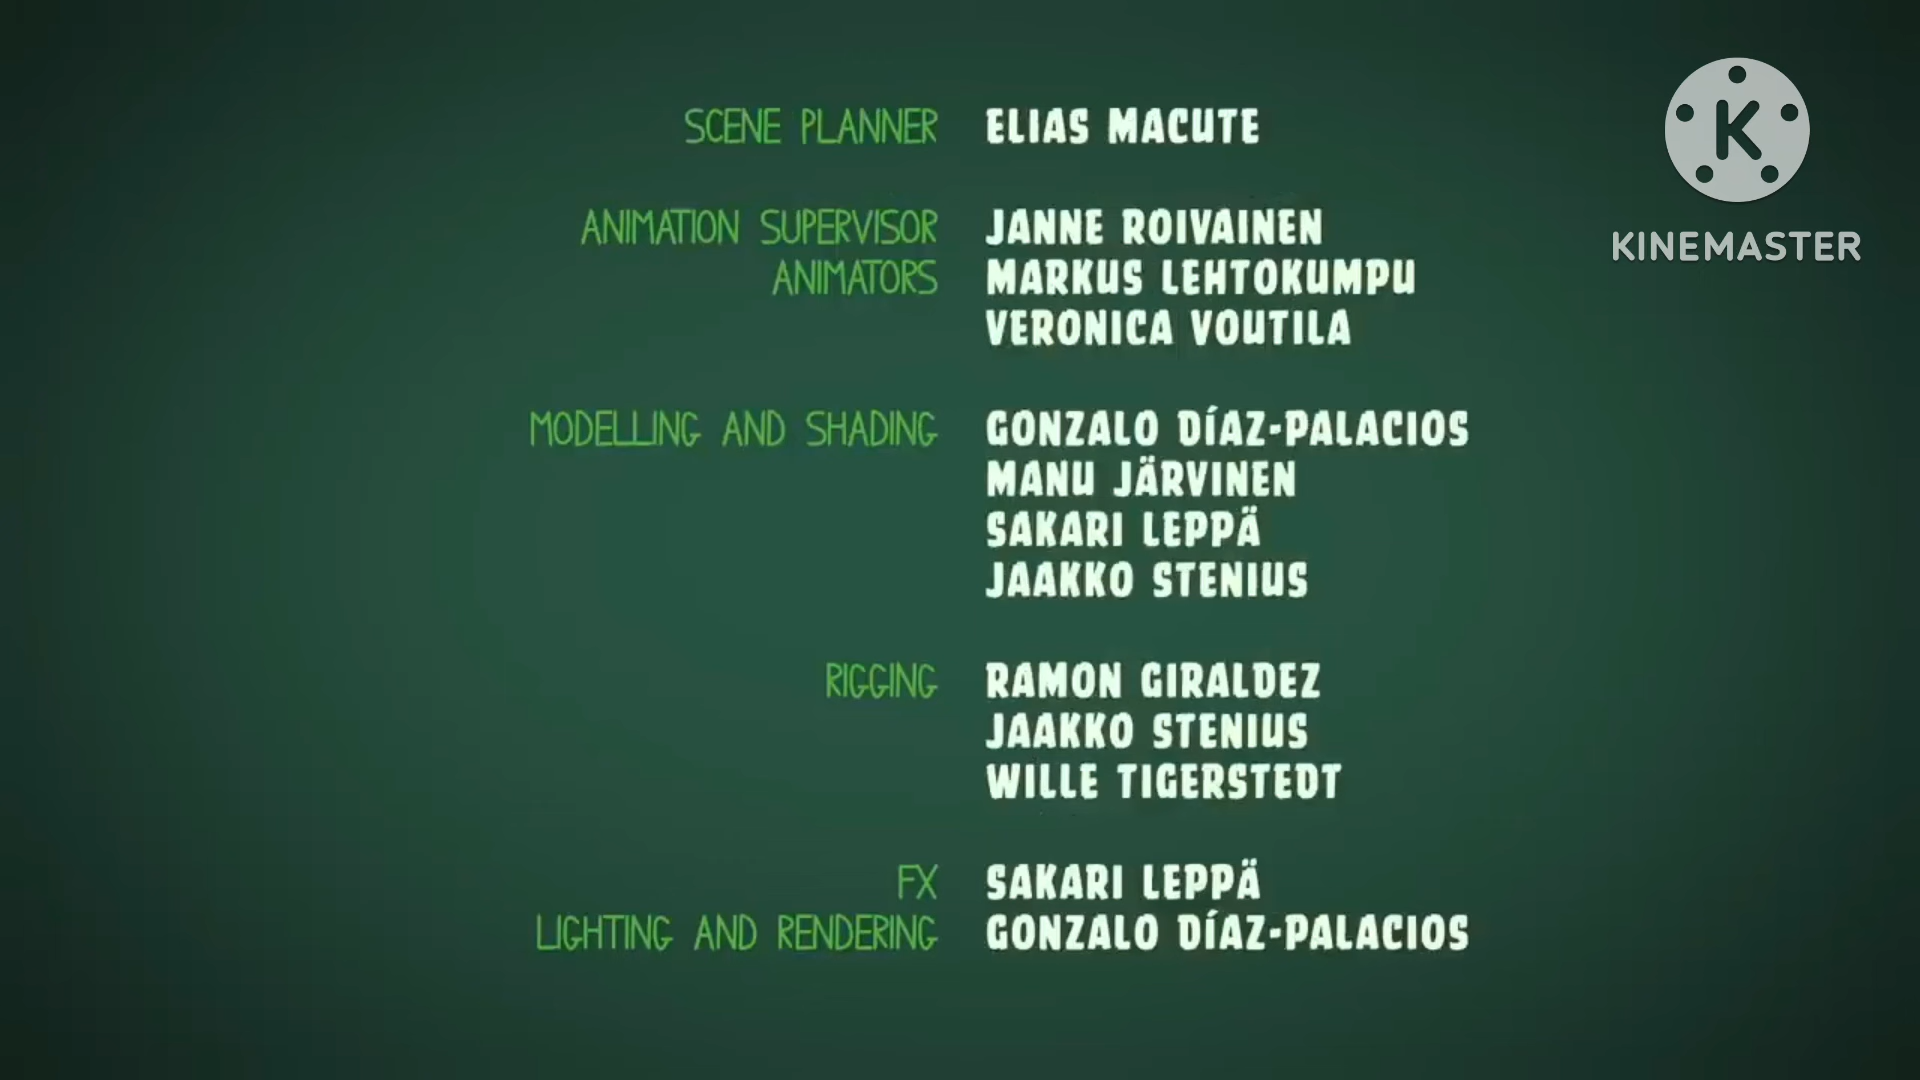 SCENE PLANNER ELIAS MACUTE
ANIMATION SUPERVISOR JANNE ROIVAINEN
ANIMATORS MARKUS LEHTOKUMPU
VERONICA VOUTILA
MODELLING AND SHADING GONZALO DÍAZ-PALACIOS
MANU JÄRVINEN
SAKARI LEPPÄ
JAAKKO STENIUS
RIGGING RAMON GIRALDEZ
JAAKKO STENIUS
WILLE TIGERSTEDT
FX SAKARI LEPPÄ
LIGHTING AND RENDERING GONZALO DÍAZ-PALACIOS
K
KINEMASTER